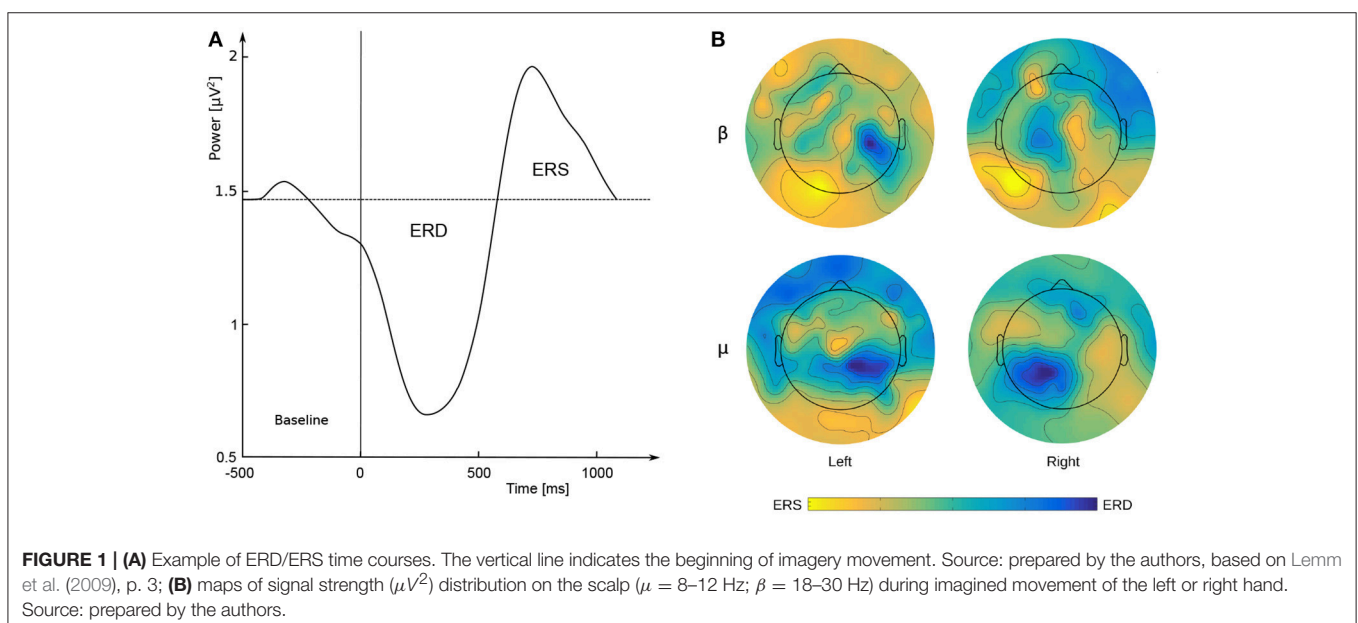 A
Power [µV²]
2
1.5
1
0.5
ERS
ERD
Baseline
-500
0
500
1000
Time [ms]
B
β
µ
Left
Right
ERS
ERD
FIGURE 1 | (A) Example of ERD/ERS time courses. The vertical line indicates the beginning of imagery movement. Source: prepared by the authors, based on Lemm
et al. (2009), p. 3; (B) maps of signal strength (µV²) distribution on the scalp (µ = 8–12 Hz; β = 18–30 Hz) during imagined movement of the left or right hand.
Source: prepared by the authors.